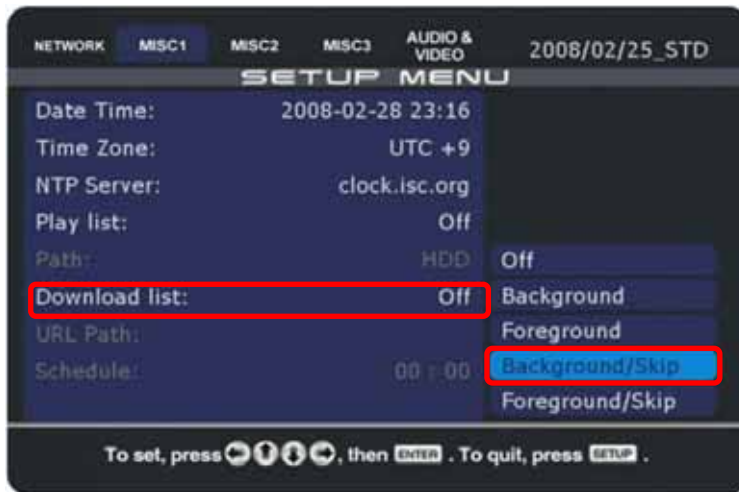 NETWORK MISC1 MISC2 MISC3 AUDIO & VIDEO 2008/02/25_STD
SETUP MENU
Date Time: 2008-02-28 23:16
Time Zone: UTC +9
NTP Server: clock.isc.org
Play list: Off
Path: HDD Off
Download list: Off Background
URL Path: Foreground
Schedule: 00 : 00 Background/Skip
Foreground/Skip
To set, press , then ENTER . To quit, press SETUP .